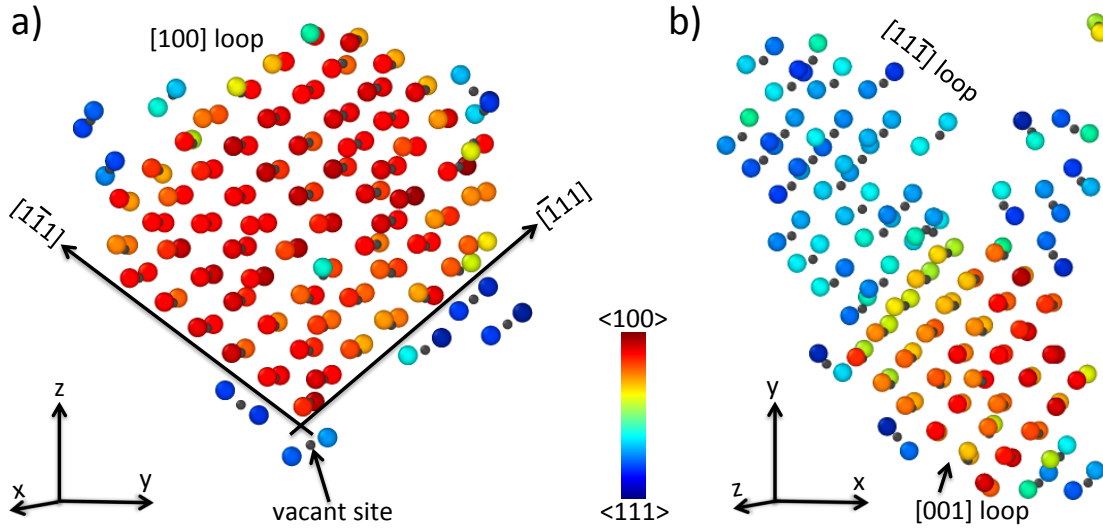 a)
[100] loop
b)
[111̅] loop
[11̅1]
[1̅11]
<100>
<111>
z
x
y
vacant site
y
z
x
[001] loop